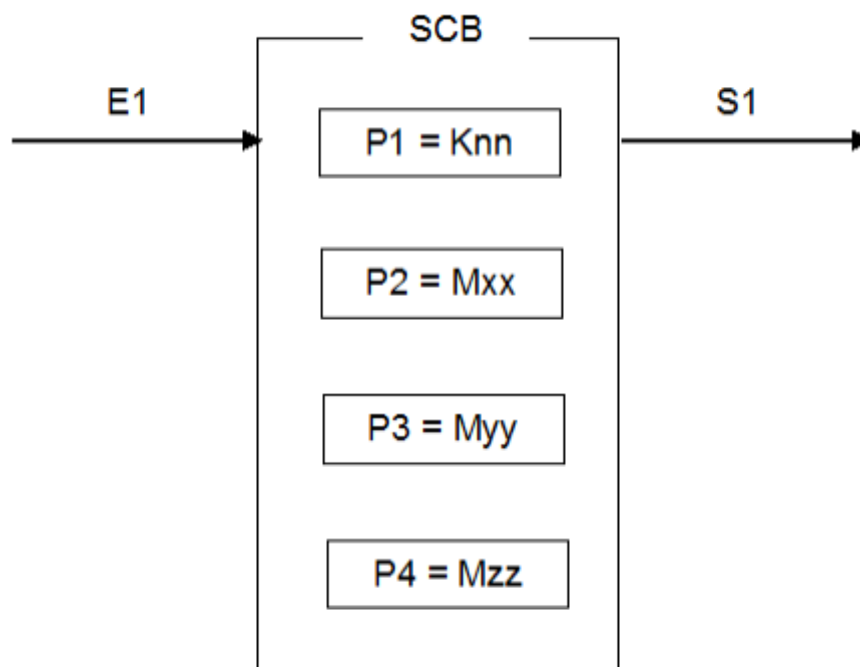 SCB
E1
S1
P1 = Knn
P2 = Mxx
P3 = Myy
P4 = Mzz